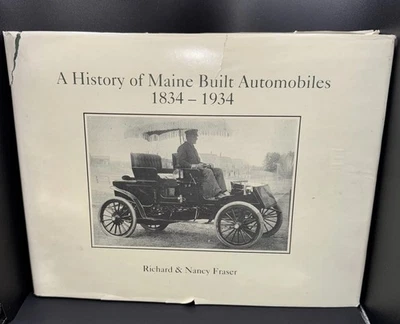 A History of Maine Built Automobiles
1834 – 1934
Richard & Nancy Fraser